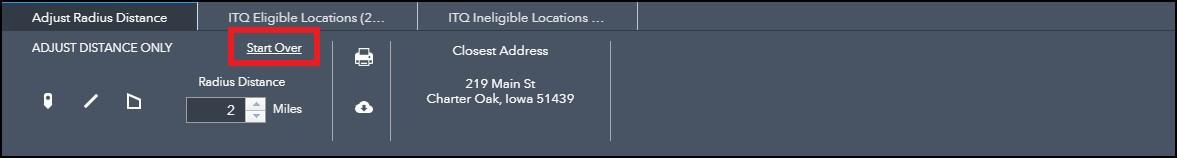 Adjust Radius Distance
ITQ Eligible Locations (2...
ITQ Ineligible Locations ...
ADJUST DISTANCE ONLY
Start Over
Radius Distance
2 Miles
Closest Address
219 Main St
Charter Oak, Iowa 51439